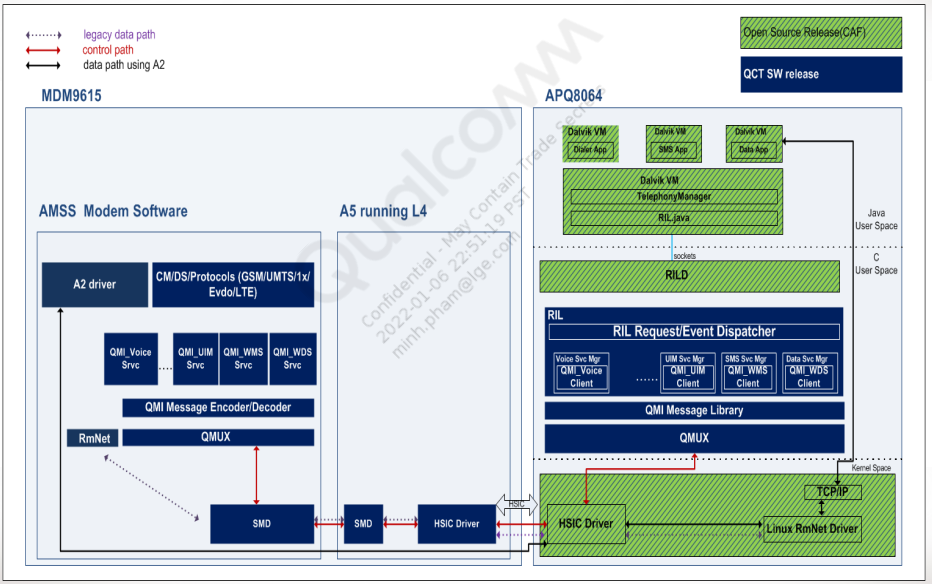 legacy data path
control path
data path using A2
Open Source Release(CAF)
QCT SW release
MDM9615
APQ8064
AMSS Modem Software
A5 running L4
A2 driver
CM/DS/Protocols (GSM/UMTS/1x/
Evdo/LTE)
QMI_Voice
Srvc
......
QMI_UIM
Srvc
QMI_WMS
Srvc
QMI_WDS
Srvc
QMI Message Encoder/Decoder
RmNet
QMUX
SMD
SMD
HSIC Driver
HSIC
Dalvik VM
Dialer App
Dalvik VM
SMS App
Dalvik VM
Data App
Dalvik VM
TelephonyManager
RIL.java
Java
User Space
sockets
C
User Space
RILD
RIL
RIL Request/Event Dispatcher
Voice Svc Mgr
QMI_Voice
Client
......
UIM Svc Mgr
QMI_UIM
Client
SMS Svc Mgr
QMI_WMS
Client
Data Svc Mgr
QMI_WDS
Client
QMI Message Library
QMUX
Kernel Space
TCP/IP
HSIC Driver
Linux RmNet Driver
Qualcomm
Confidential - May Contain Trade Secrets
2022-01-06 22:51:19 PST
minh.pham@lge.com